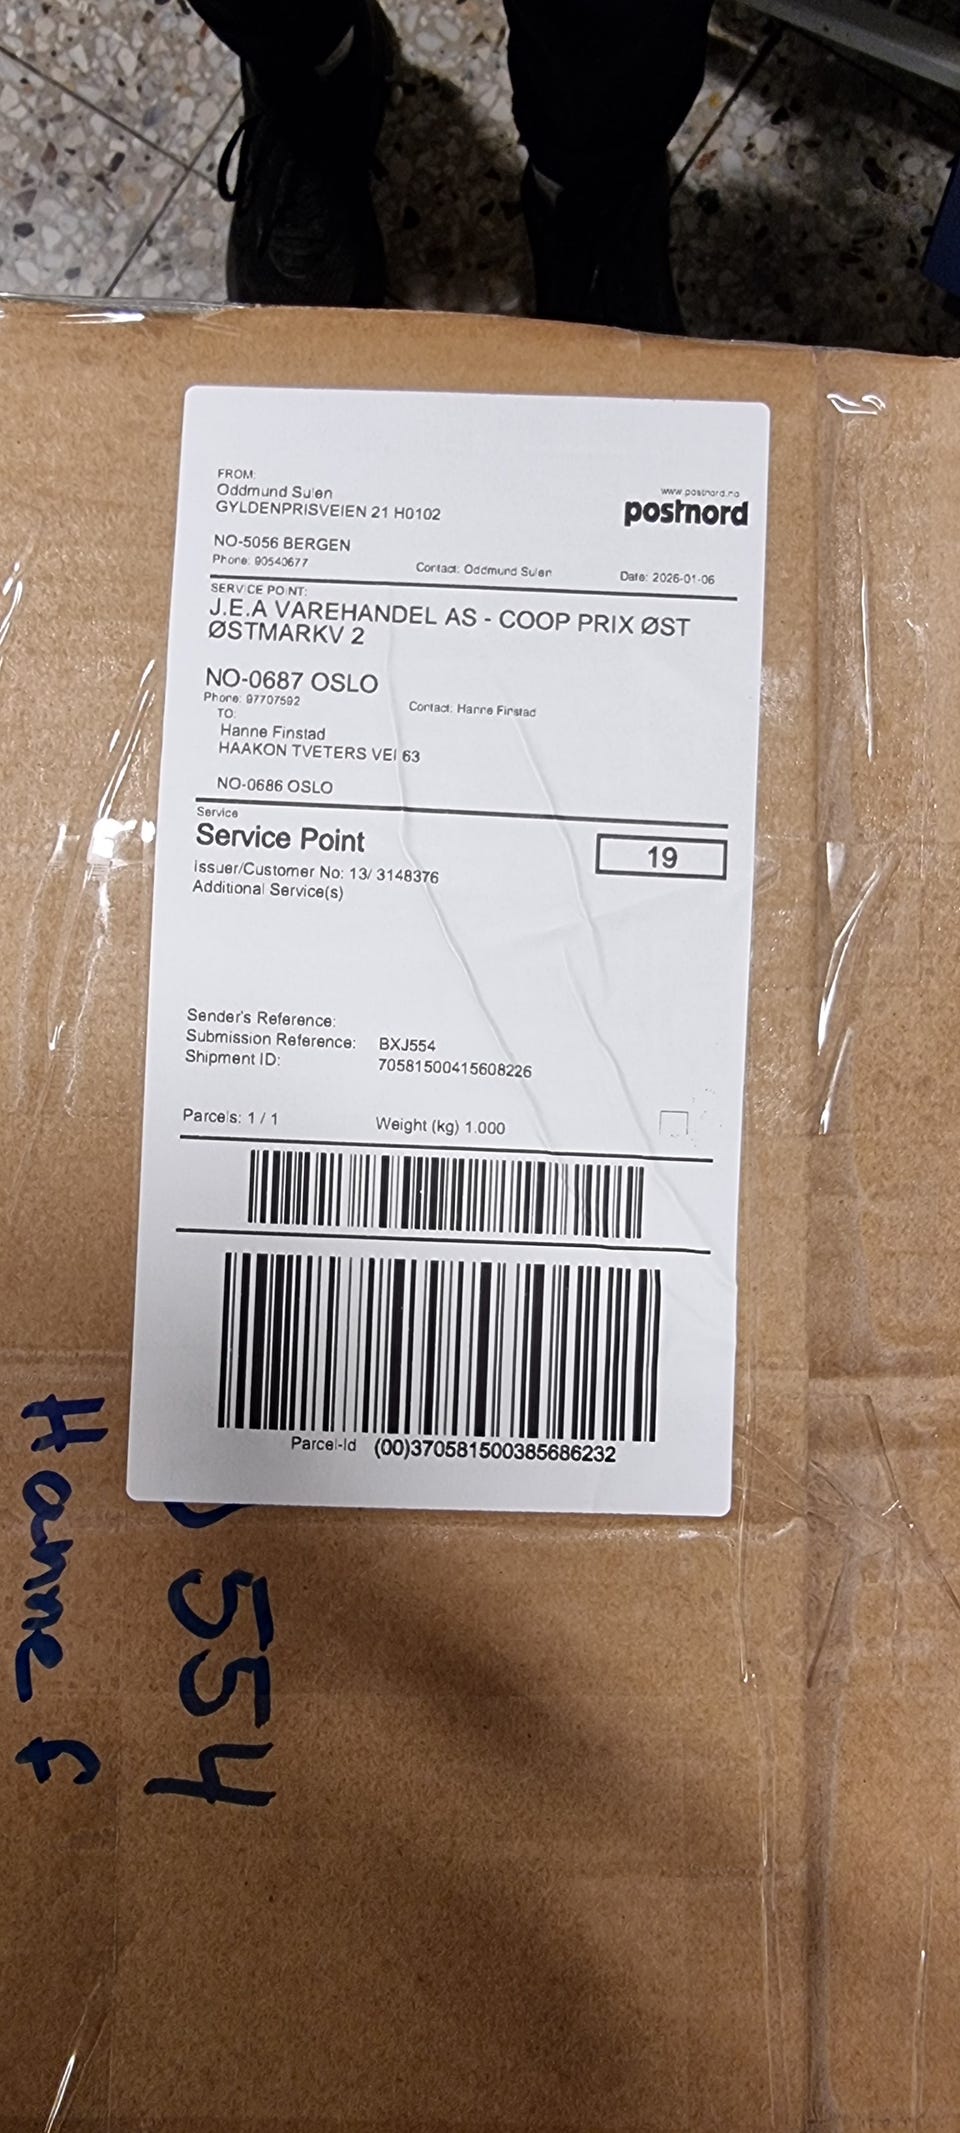 FROM:
Oddmund Sulen
GYLDENPRISVEIEN 21 H0102
www.postnord.no
postnord
NO-5056 BERGEN
Phone: 90540677
Contact: Oddmund Sulen
Date: 2026-01-06
SERVICE POINT:
J.E.A VAREHANDEL AS - COOP PRIX ØST
ØSTMARKV 2
NO-0687 OSLO
Phone: 97707592
Contact: Hanne Finstad
TO:
Hanne Finstad
HAAKON TVETERS VEI 63
NO-0686 OSLO
Service
Service Point
19
Issuer/Customer No: 13/ 3148376
Additional Service(s)
Sender's Reference:
Submission Reference: BXJ554
Shipment ID: 70581500415608226
Parcels: 1 / 1
Weight (kg) 1.000
Parcel-Id (00)370581500385686232
554
Hanne F